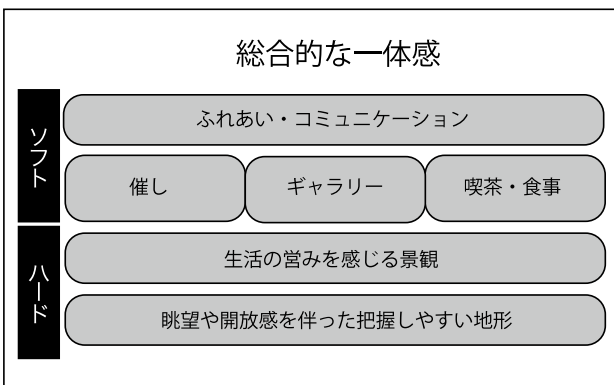 総合的な一体感
ソフト
ふれあい・コミュニケーション
催し
ギャラリー
喫茶・食事
ハード
生活の営みを感じる景観
眺望や開放感を伴った把握しやすい地形